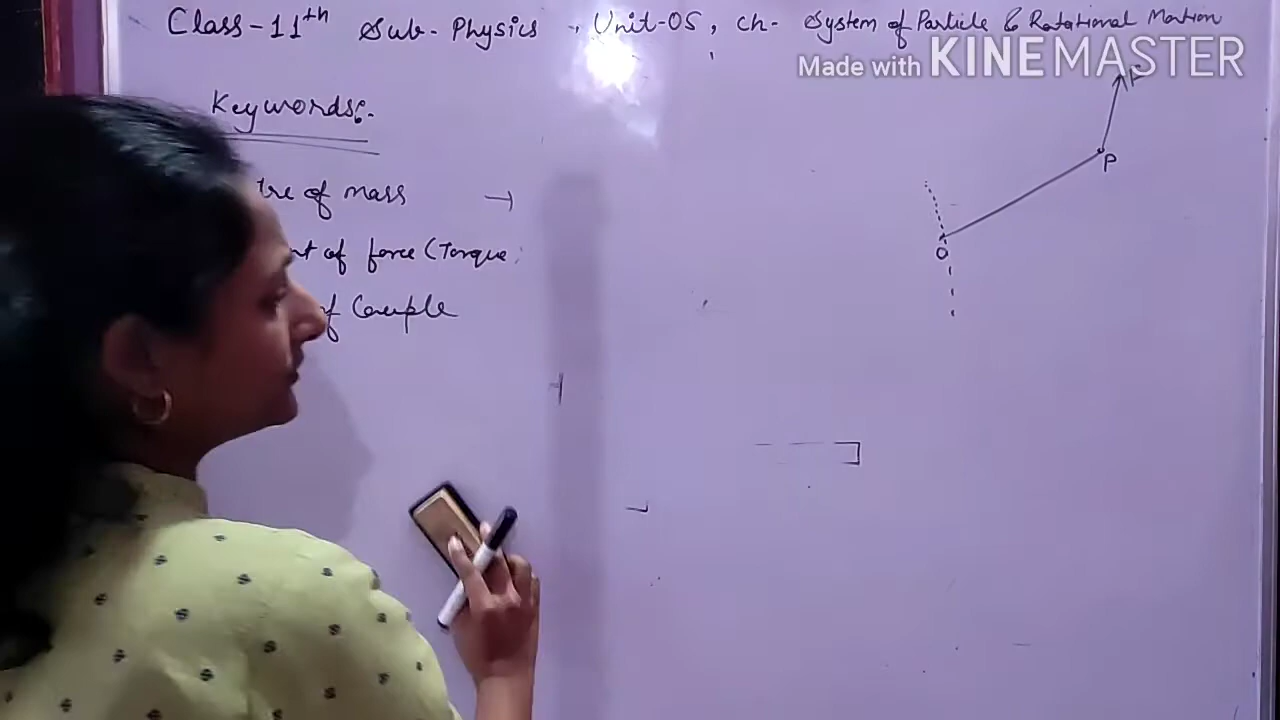 Class-11th Sub- Physics , Unit-05, Ch- System of Particle & Rotational Motion
Made with KINEMASTER
Keywords:-
tre of mass →
nt of force (Torque
of Couple
F
P
O